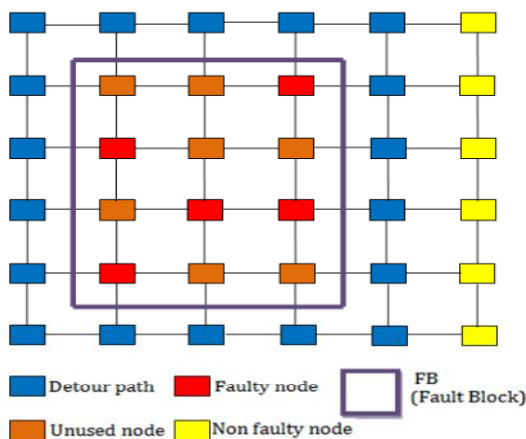 Detour path
Faulty node
FB
(Fault Block)
Unused node
Non faulty node